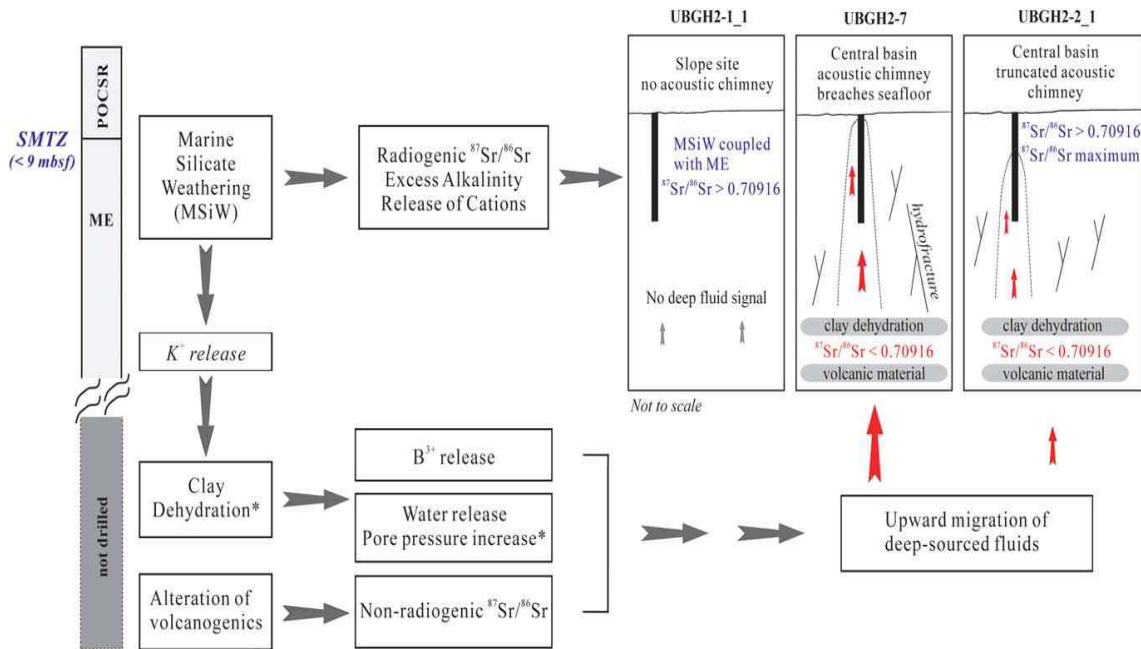 UBGH2-1_1
UBGH2-7
UBGH2-2_1
POCSR
SMTZ
(< 9 mbsf)
ME
not drilled
Marine
Silicate
Weathering
(MSiW)
Radiogenic ⁸⁷Sr/⁸⁶Sr
Excess Alkalinity
Release of Cations
K⁺ release
Clay
Dehydration*
B³⁺ release
Water release
Pore pressure increase*
Alteration of
volcanogenics
Non-radiogenic ⁸⁷Sr/⁸⁶Sr
Slope site
no acoustic chimney
MSiW coupled
with ME
⁸⁷Sr/⁸⁶Sr > 0.70916
No deep fluid signal
Not to scale
Central basin
acoustic chimney
breaches seafloor
hydrofracture
clay dehydration
⁸⁷Sr/⁸⁶Sr < 0.70916
volcanic material
Central basin
truncated acoustic
chimney
⁸⁷Sr/⁸⁶Sr > 0.70916
⁸⁷Sr/⁸⁶Sr maximum
clay dehydration
⁸⁷Sr/⁸⁶Sr < 0.70916
volcanic material
Upward migration of
deep-sourced fluids